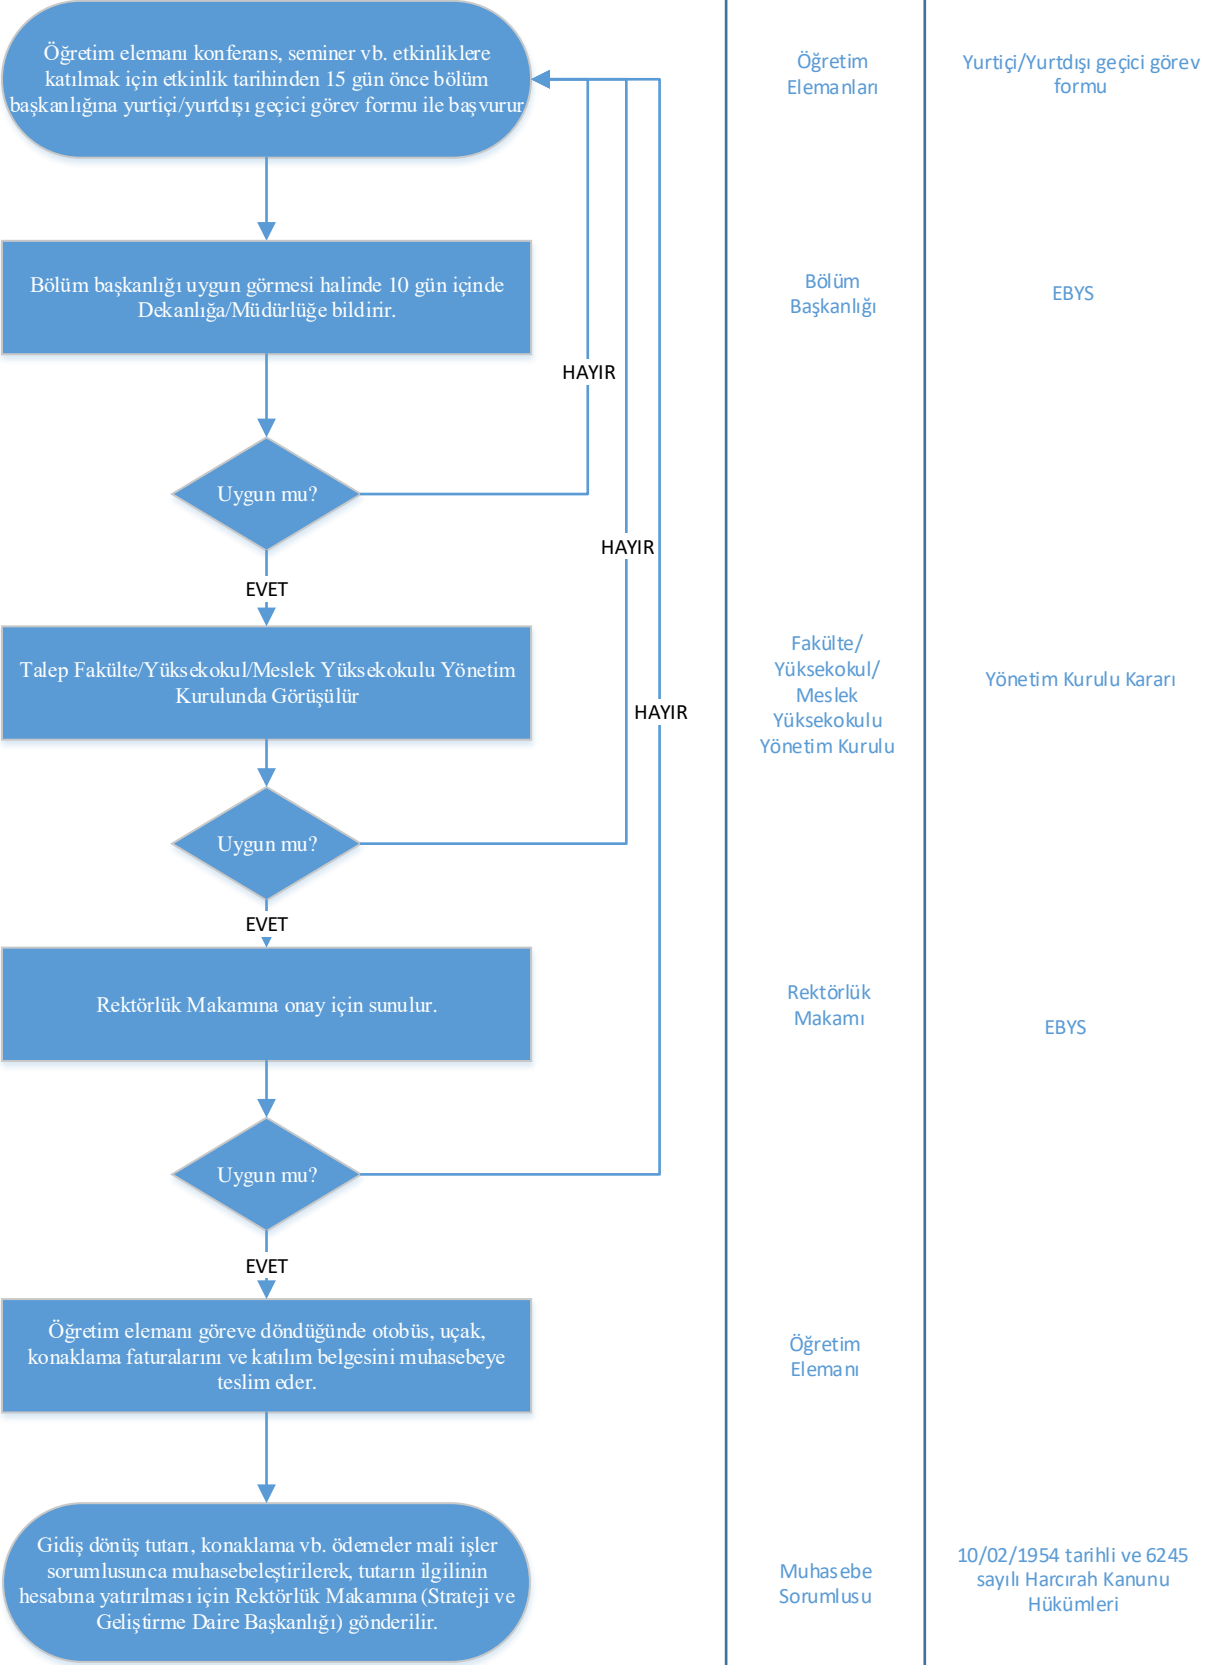 Öğretim elemanı konferans, seminer vb. etkinliklere
katılmak için etkinlik tarihinden 15 gün önce bölüm
başkanlığına yurtiçi/yurtdışı geçici görev formu ile başvurur
Öğretim
Elemanları
Yurtiçi/Yurtdışı geçici görev
formu
Bölüm başkanlığı uygun görmesi halinde 10 gün içinde
Dekanlığa/Müdürlüğe bildirir.
Bölüm
Başkanlığı
EBYS
HAYIR
Uygun mu?
HAYIR
EVET
Talep Fakülte/Yüksekokul/Meslek Yüksekokulu Yönetim
Kurulunda Görüşülür
Fakülte/
Yüksekokul/
Meslek
Yüksekokulu
Yönetim Kurulu
Yönetim Kurulu Kararı
HAYIR
Uygun mu?
EVET
Rektörlük Makamına onay için sunulur.
Rektörlük
Makamı
EBYS
Uygun mu?
EVET
Öğretim elemanı göreve döndüğünde otobüs, uçak,
konaklama faturalarını ve katılım belgesini muhasebeye
teslim eder.
Öğretim
Elemanı
Gidiş dönüş tutarı, konaklama vb. ödemeler mali işler
sorumlusunca muhasebeleştirilerek, tutarın ilgilinin
hesabına yatırılması için Rektörlük Makamına (Strateji ve
Geliştirme Daire Başkanlığı) gönderilir.
Muhasebe
Sorumlusu
10/02/1954 tarihli ve 6245
sayılı Harcırah Kanunu
Hükümleri